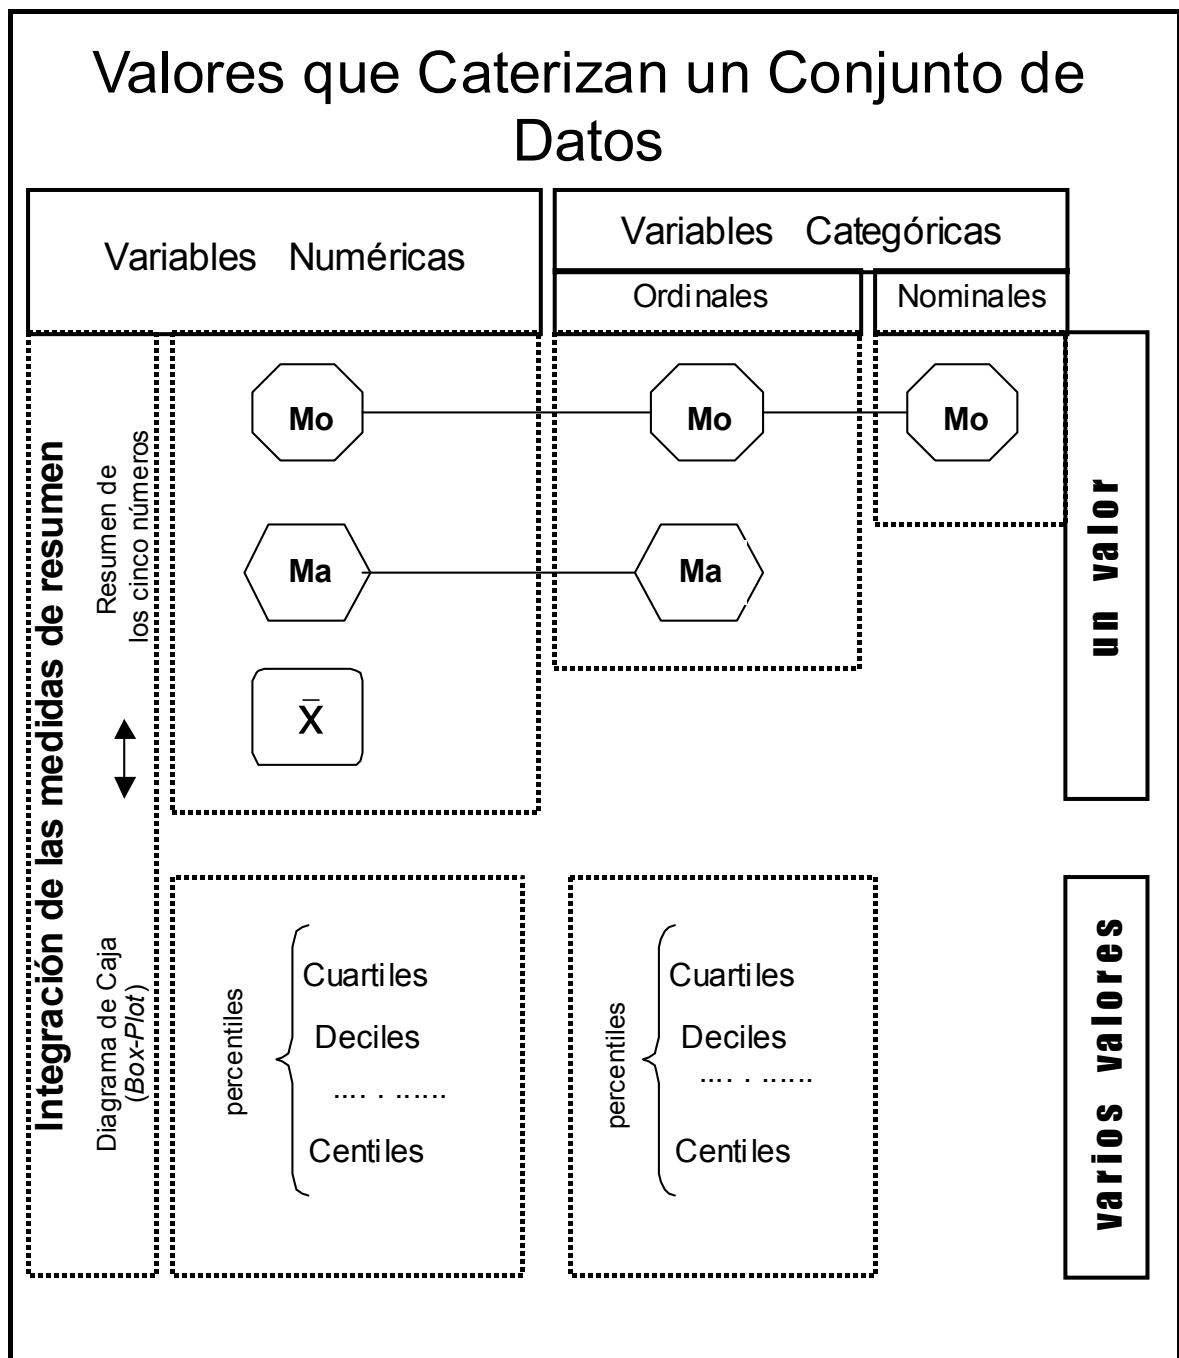 Valores que Caterizan un Conjunto de
Datos
Variables Numéricas
Variables Categóricas
Ordinales
Nominales
Integración de las medidas de resumen
Resumen de
los cinco números
Diagrama de Caja
(Box-Plot)
Mo
Mo
Mo
Ma
Ma
X̄
un valor
percentiles
Cuartiles
Deciles
.... . ......
Centiles
percentiles
Cuartiles
Deciles
.... . ......
Centiles
varios valores